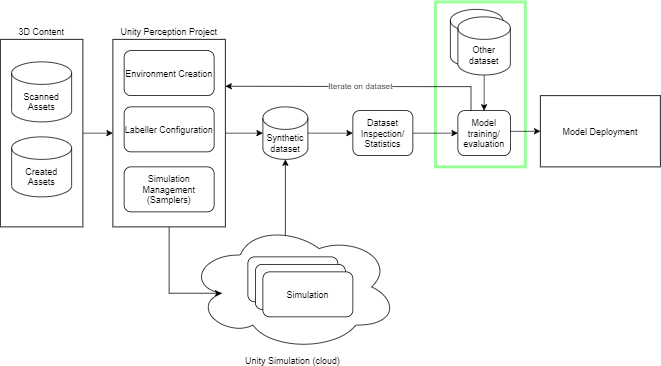 3D Content
Unity Perception Project
Scanned
Assets
Created
Assets
Environment Creation
Labeller Configuration
Simulation
Management
(Samplers)
Synthetic
dataset
Dataset
Inspection/
Statistics
Iterate on dataset
Other
dataset
Model
training/
evaluation
Model Deployment
Simulation
Unity Simulation (cloud)